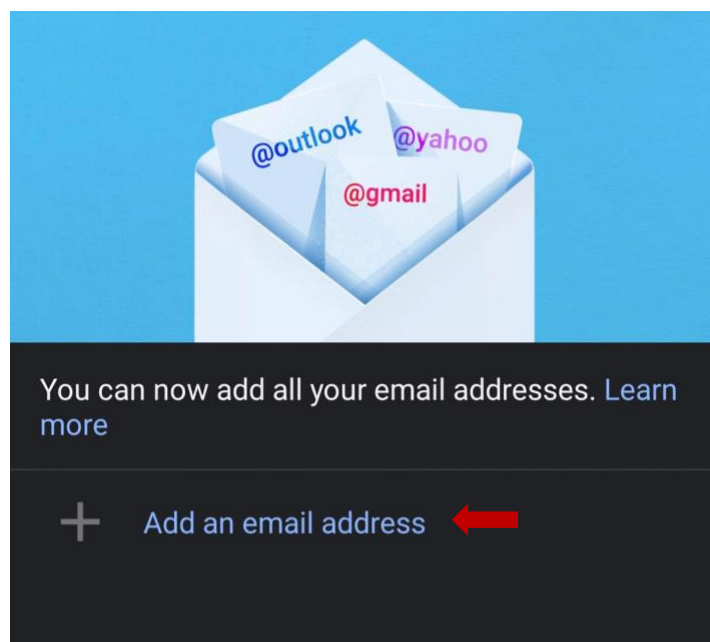 @outlook @yahoo
@gmail
You can now add all your email addresses. Learn
more
Add an email address